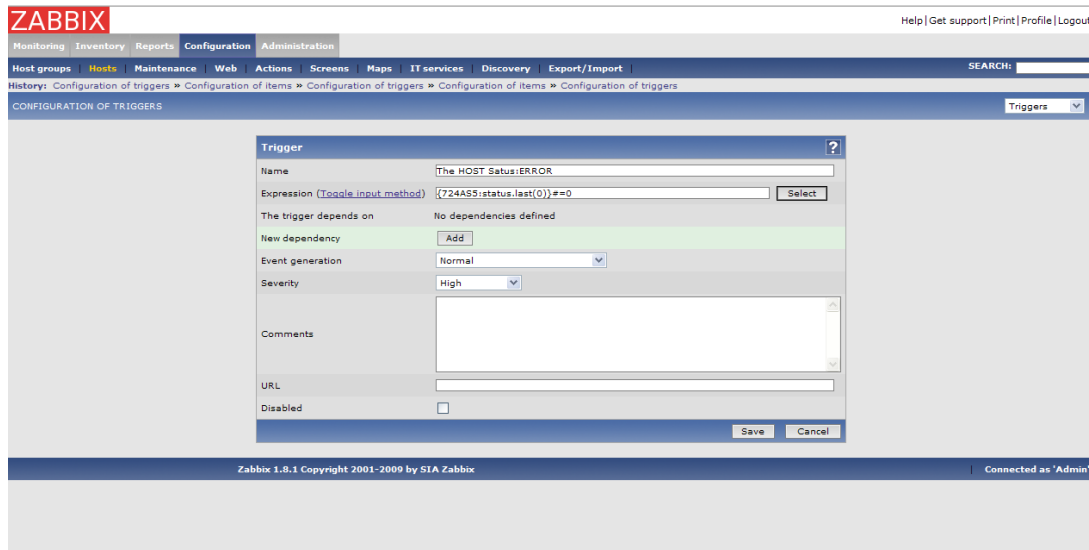 ZABBIX
Help|Get support|Print|Profile|Logout
Monitoring Inventory Reports Configuration Administration
Host groups | Hosts | Maintenance | Web | Actions | Screens | Maps | IT services | Discovery | Export/Import |
SEARCH:
History: Configuration of triggers » Configuration of items » Configuration of triggers » Configuration of items » Configuration of triggers
CONFIGURATION OF TRIGGERS
Triggers
Trigger ?
Name The HOST Satus:ERROR
Expression (Toggle input method) {724AS5:status.last(0)}#=0 Select
The trigger depends on No dependencies defined
New dependency Add
Event generation Normal
Severity High
Comments
URL
Disabled
Save Cancel
Zabbix 1.8.1 Copyright 2001-2009 by SIA Zabbix | Connected as 'Admin'